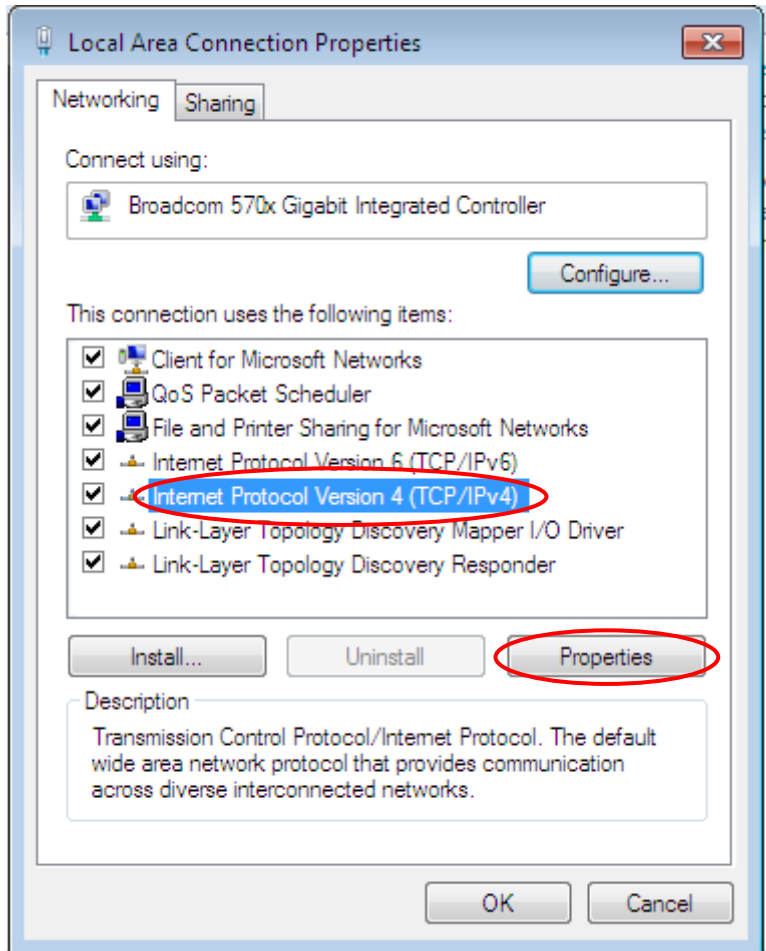 Local Area Connection Properties
Networking Sharing
Connect using:
Broadcom 570x Gigabit Integrated Controller
Configure...
This connection uses the following items:
Client for Microsoft Networks
QoS Packet Scheduler
File and Printer Sharing for Microsoft Networks
Internet Protocol Version 6 (TCP/IPv6)
Internet Protocol Version 4 (TCP/IPv4)
Link-Layer Topology Discovery Mapper I/O Driver
Link-Layer Topology Discovery Responder
Install... Uninstall Properties
Description
Transmission Control Protocol/Internet Protocol. The default
wide area network protocol that provides communication
across diverse interconnected networks.
OK Cancel